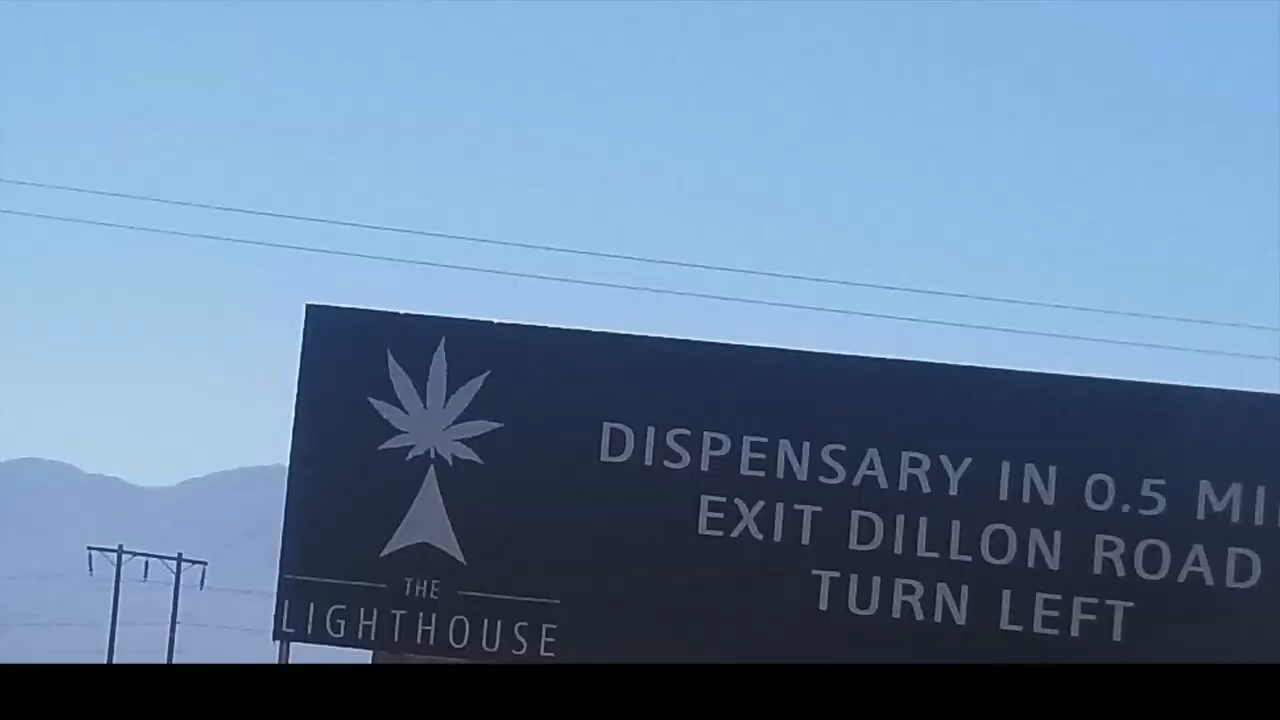 THE
LIGHTHOUSE
DISPENSARY IN 0.5
EXIT DILLON ROAD
TURN LEFT